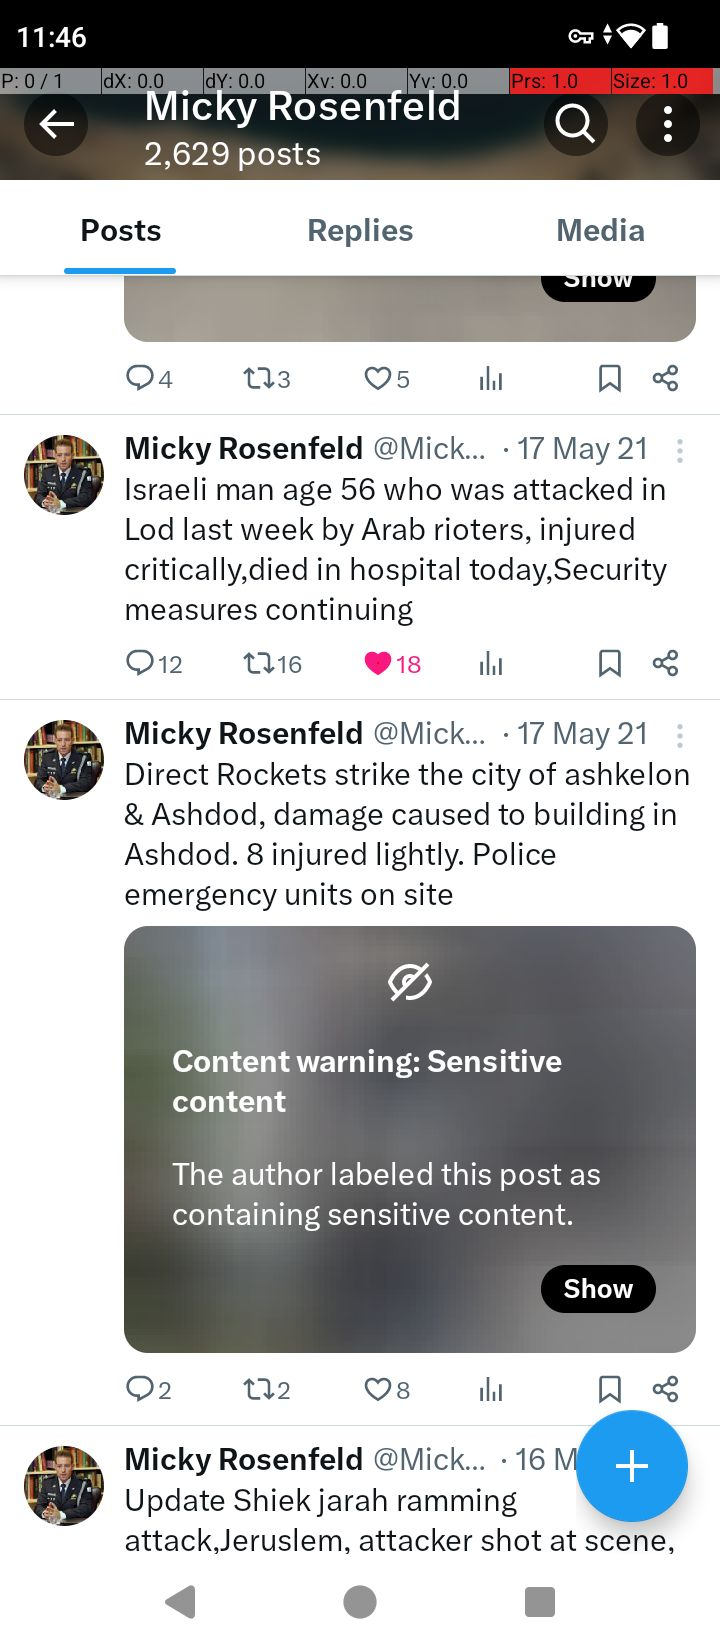 11:46
P: 0 / 1 dX: 0.0 dY: 0.0 Xv: 0.0 Yv: 0.0 Prs: 1.0 Size: 1.0
Micky Rosenfeld
2,629 posts
Posts Replies Media
Show
4 3 5
Micky Rosenfeld @Mick... · 17 May 21
Israeli man age 56 who was attacked in
Lod last week by Arab rioters, injured
critically,died in hospital today,Security
measures continuing
12 16 18
Micky Rosenfeld @Mick... · 17 May 21
Direct Rockets strike the city of ashkelon
& Ashdod, damage caused to building in
Ashdod. 8 injured lightly. Police
emergency units on site
Content warning: Sensitive
content
The author labeled this post as
containing sensitive content.
Show
2 2 8
Micky Rosenfeld @Mick... · 16 M
Update Shiek jarah ramming
attack,Jeruslem, attacker shot at scene,